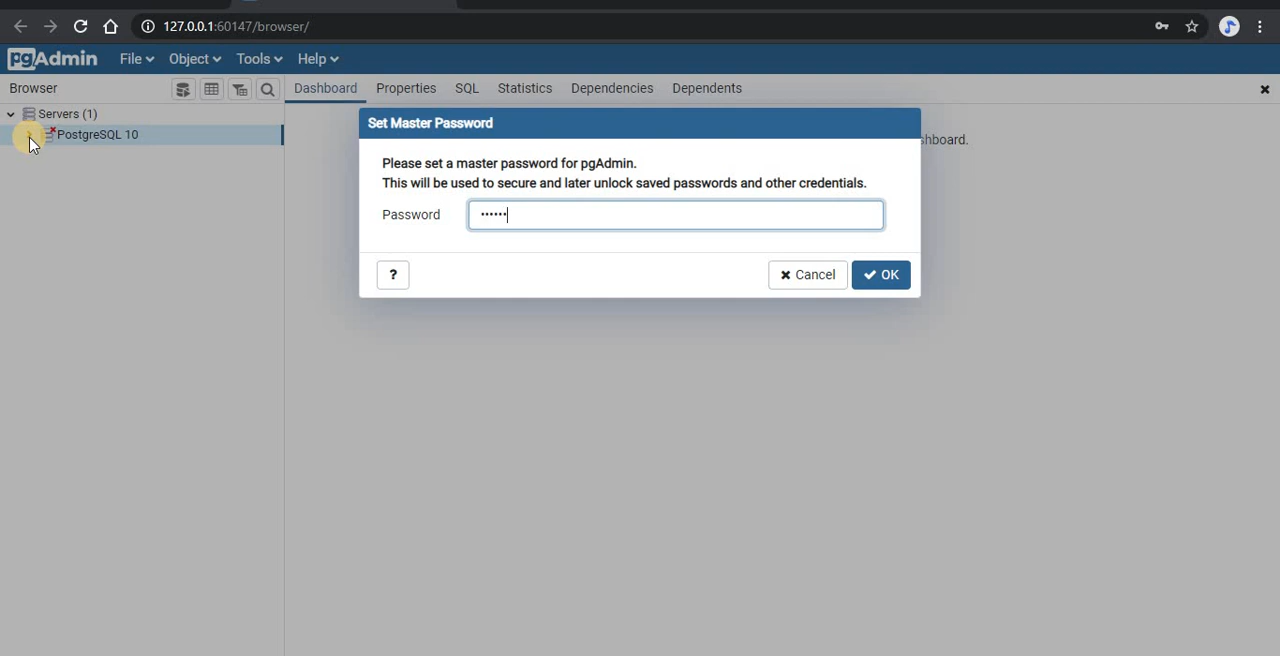 127.0.0.1:60147/browser/
pgAdmin File Object Tools Help
Browser Dashboard Properties SQL Statistics Dependencies Dependents
Servers (1)
PostgreSQL 10
Set Master Password
shboard.
Please set a master password for pgAdmin.
This will be used to secure and later unlock saved passwords and other credentials.
Password ••••••
? Cancel OK